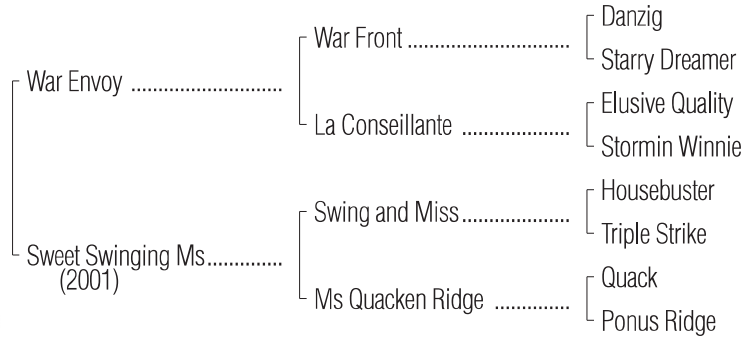 Danzig
War Front ..............................
Starry Dreamer
War Envoy ............................
Elusive Quality
La Conseillante ....................
Stormin Winnie
Housebuster
Swing and Miss....................
Triple Strike
Sweet Swinging Ms..............
(2001)
Quack
Ms Quacken Ridge ..............
Ponus Ridge